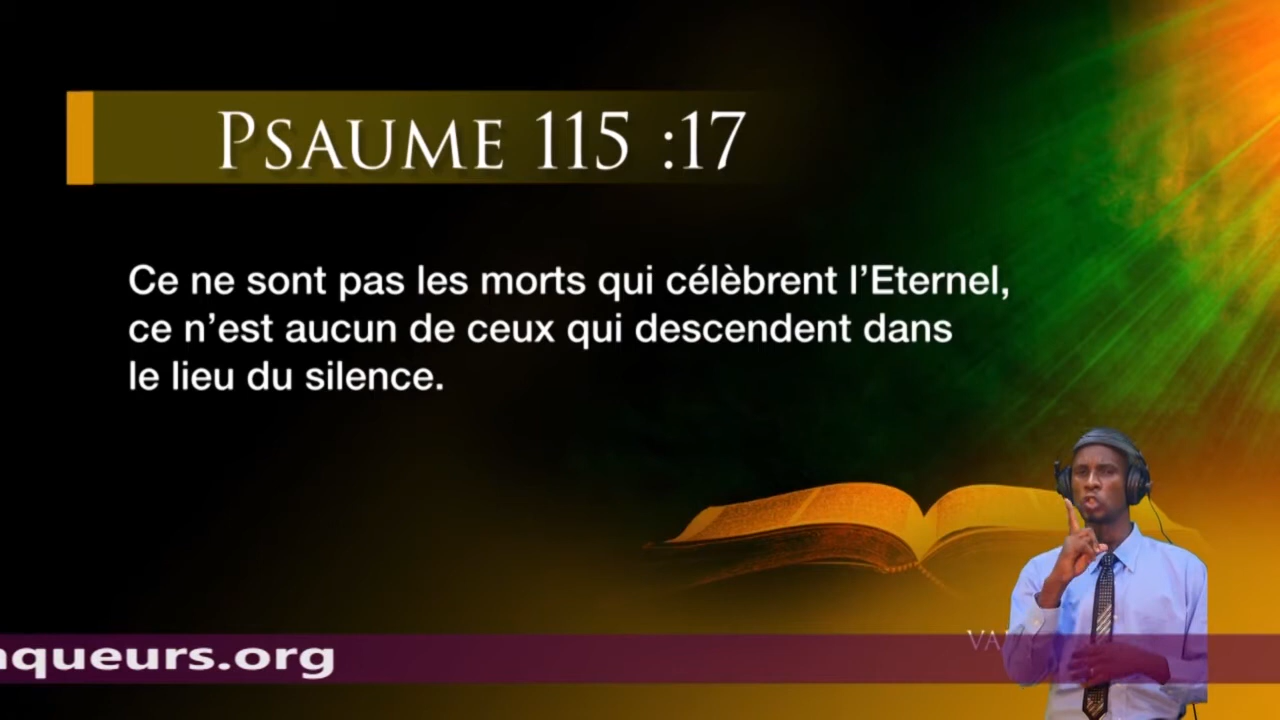 PSAUME 115 :17
Ce ne sont pas les morts qui célèbrent l’Eternel,
ce n’est aucun de ceux qui descendent dans
le lieu du silence.
nqueurs.org